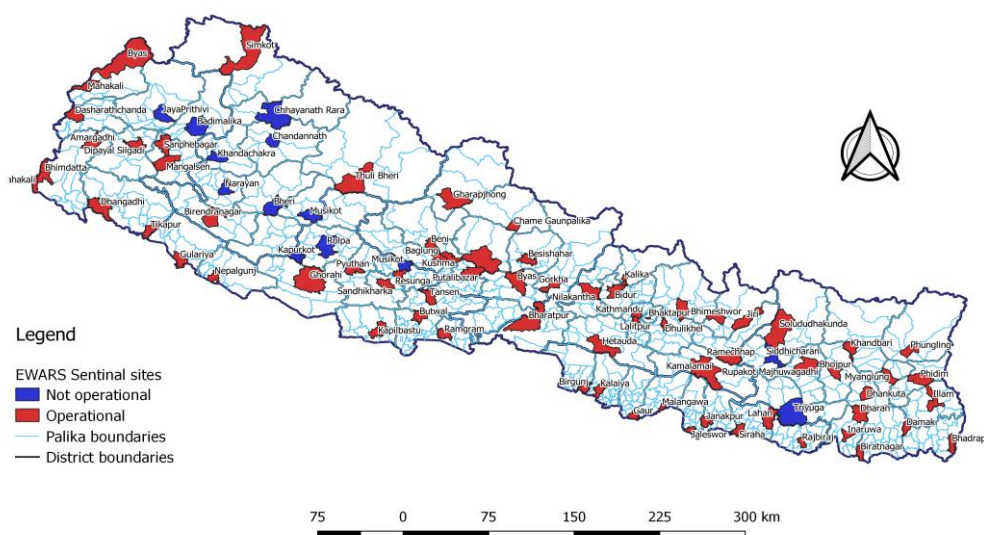 Simkot
Byas
Mahakali
Dasharathchanda
JayaPrithivi
Chhayanath Rara
Badimalika
Amargadhi
Sanphebagar
Chandannath
Dipayal Silgadi
Khandachakra
Bhimdatta
Mangalsen
Thuli Bheri
Narayan
Gharapjhong
Dhangadhi
Bheri
Birendranagar
Musikot
Chame Gaunpalika
Tikapur
Rolpa
Beni
Gulariya
Kapurkot
Baglung
Besishahar
Pyuthan
Musikot
Kushma
Nepalgunj
Ghorahi
Resunga
Putalibazar
Byas
Gorkha
Kalika
Sandhikharka
Tansen
Nilakantha
Bidur
Butwal
Bharatpur
Kathmandu
Bhaktapur
Bhimeshwor
Jiri
Kapilbastu
Ramgram
Lalitpur
Dhulikhel
Solududhakunda
Hetauda
Ramechhap
Siddhicharan
Khandbari
Phungling
Kamalamai
Rupakot
Majhuwagadhi
Bhojpur
Myanglung
Phidim
Birgunj
Kalaiya
Dhankuta
Illam
Gaur
Malangawa
Janakpur
Lahan
Triyuga
Dharan
Damak
Jaleswor
Siraha
Rajbiraj
Inaruwa
Biratnagar
Bhadrap
Legend
EWARS Sentinal sites
Not operational
Operational
Palika boundaries
District boundaries
75 0 75 150 225 300 km